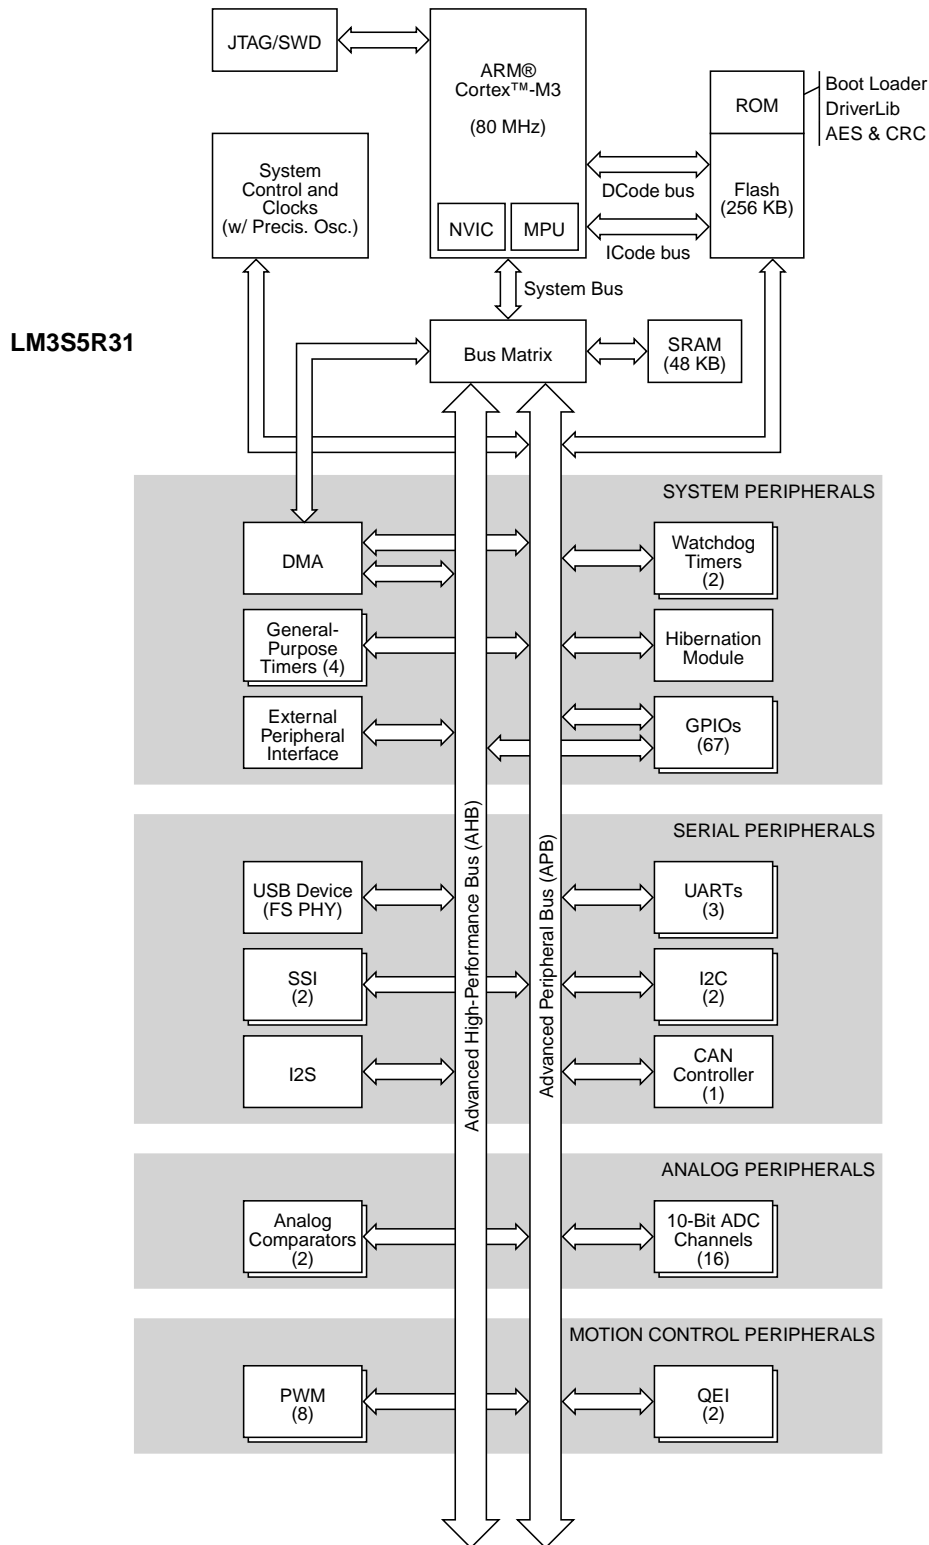 JTAG/SWD
ARM®
Cortex™-M3
(80 MHz)
NVIC
MPU
ROM
Boot Loader
DriverLib
AES & CRC
Flash
(256 KB)
DCode bus
ICode bus
System
Control and
Clocks
(w/ Precis. Osc.)
System Bus
LM3S5R31
Bus Matrix
SRAM
(48 KB)
SYSTEM PERIPHERALS
DMA
Watchdog
Timers
(2)
General-
Purpose
Timers (4)
Hibernation
Module
External
Peripheral
Interface
GPIOs
(67)
Advanced High-Performance Bus (AHB)
Advanced Peripheral Bus (APB)
SERIAL PERIPHERALS
USB Device
(FS PHY)
UARTs
(3)
SSI
(2)
I2C
(2)
I2S
CAN
Controller
(1)
ANALOG PERIPHERALS
Analog
Comparators
(2)
10-Bit ADC
Channels
(16)
MOTION CONTROL PERIPHERALS
PWM
(8)
QEI
(2)